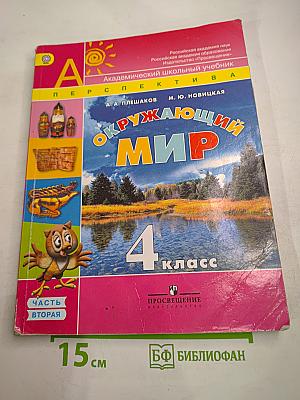 Российская академия наук
Российская академия образования
Издательство «Просвещение»
Академический школьный учебник
ПЕРСПЕКТИВА
А. А. ПЛЕШАКОВ М. Ю. НОВИЦКАЯ
ОКРУЖАЮЩИЙ
МИР
4 КЛАСС
ЧАСТЬ
ВТОРАЯ
ПРОСВЕЩЕНИЕ
ИЗДАТЕЛЬСТВО
15 см
БФ БИБЛИОФАН